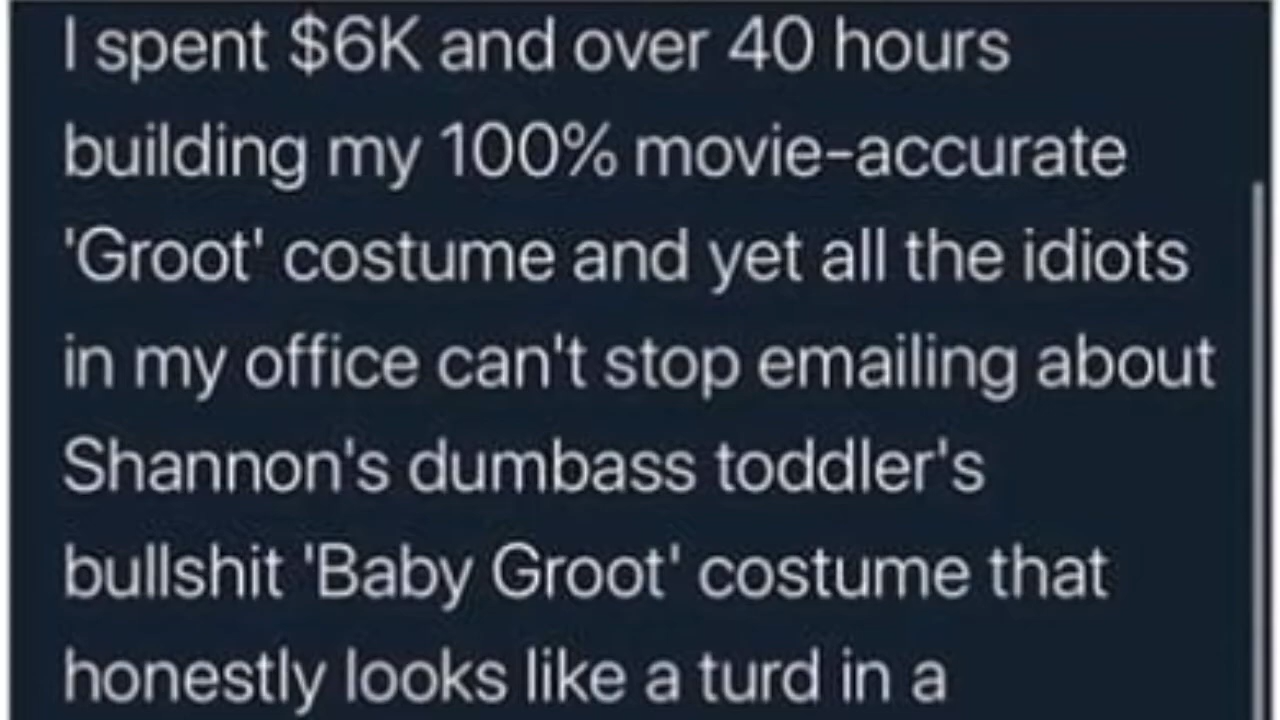 I spent $6K and over 40 hours
building my 100% movie-accurate
'Groot' costume and yet all the idiots
in my office can't stop emailing about
Shannon's dumbass toddler's
bullshit 'Baby Groot' costume that
honestly looks like a turd in a